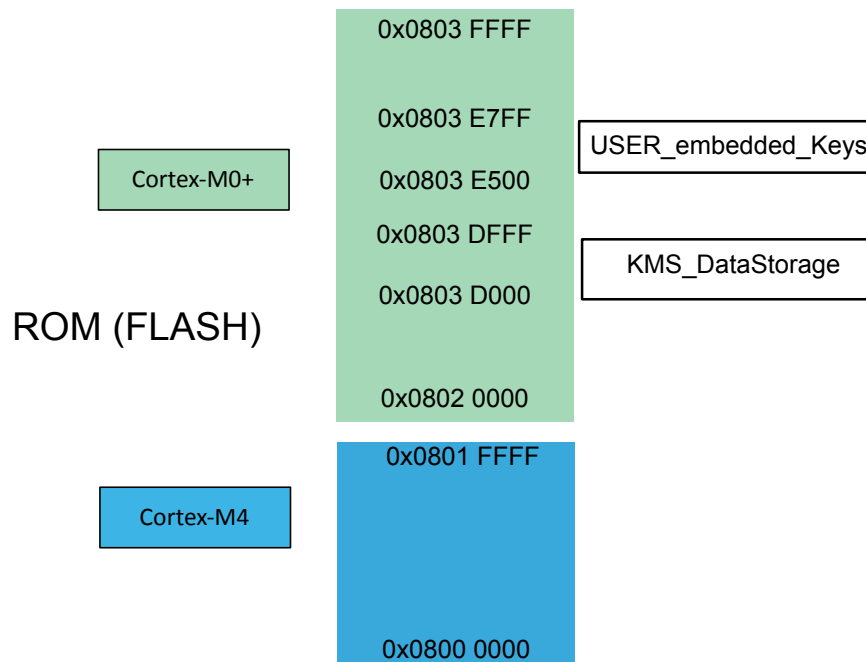 0x0803 FFFF
0x0803 E7FF
USER_embedded_Keys
Cortex-M0+
0x0803 E500
0x0803 DFFF
KMS_DataStorage
0x0803 D000
ROM (FLASH)
0x0802 0000
0x0801 FFFF
Cortex-M4
0x0800 0000